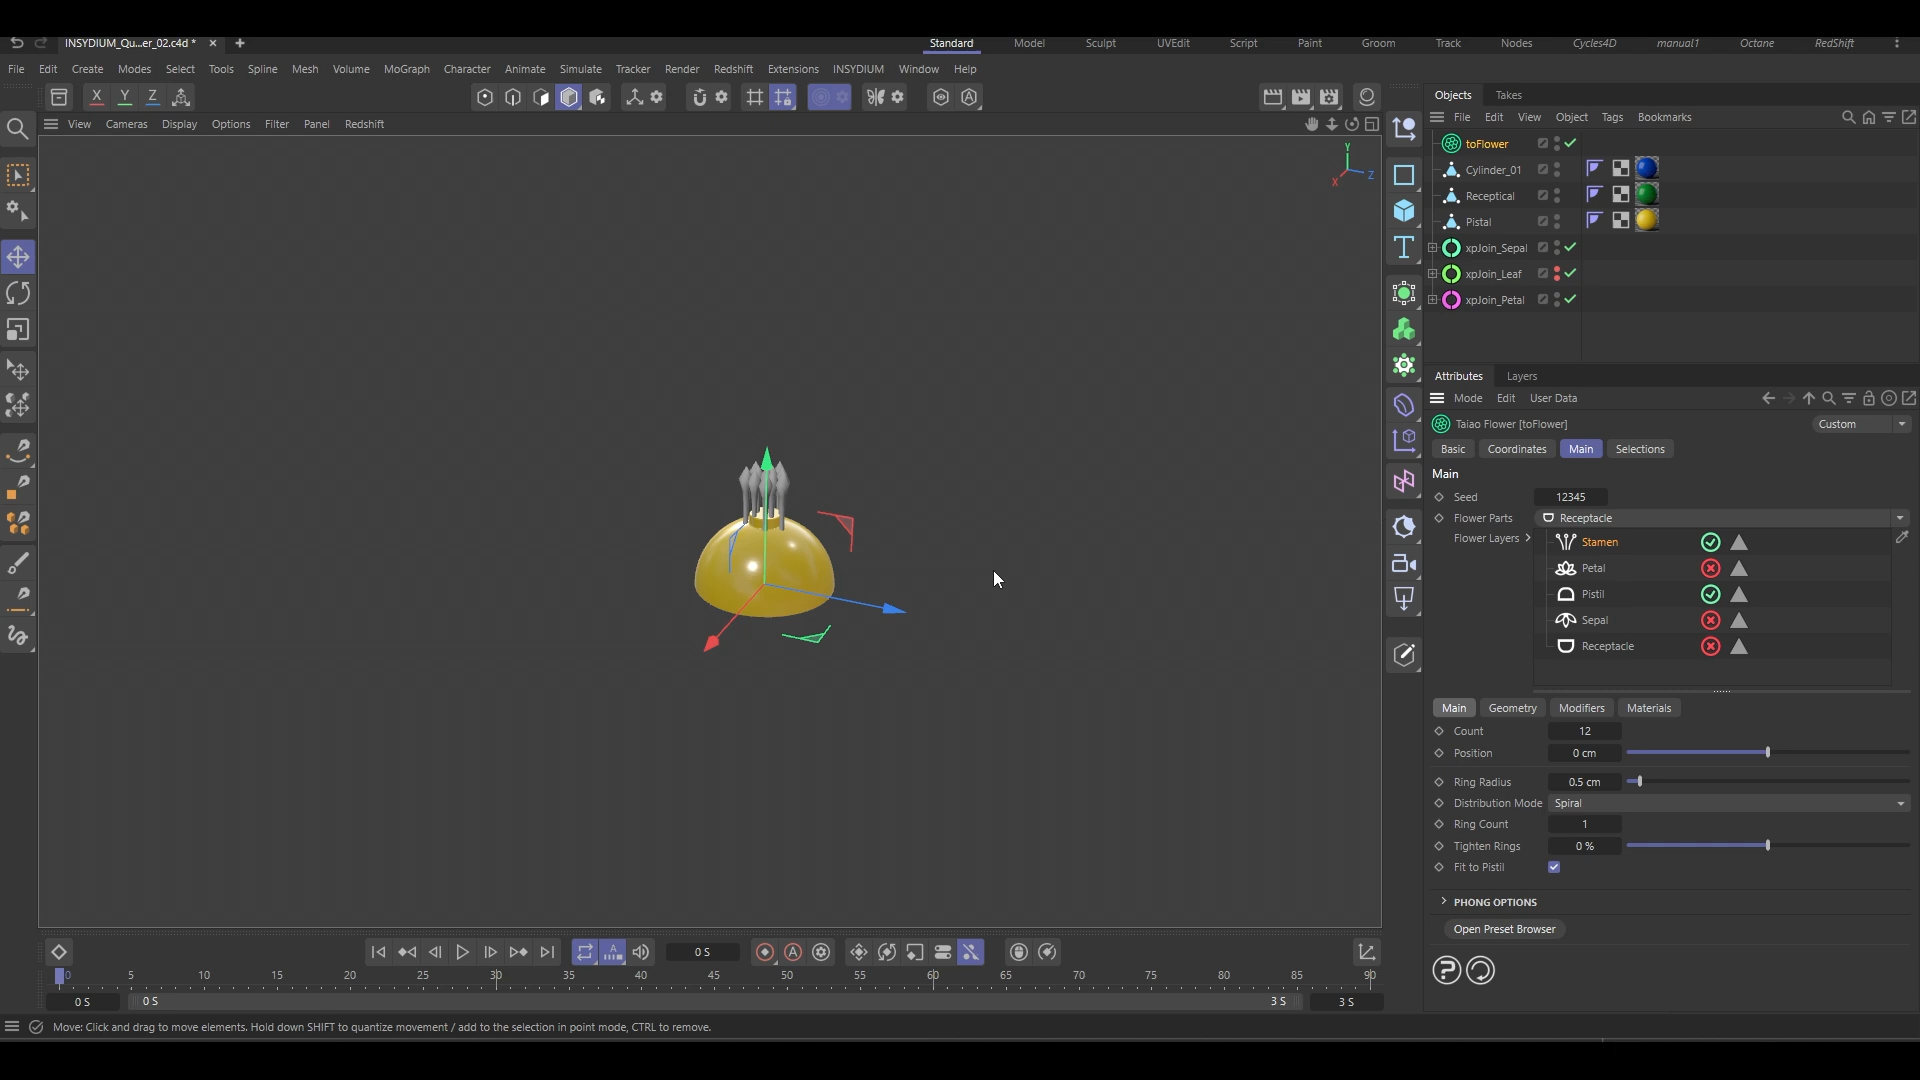 INSYDIUM_Qu...er_02.c4d *
Standard
Model
Sculpt
UVEdit
Script
Paint
Groom
Track
Nodes
Cycles4D
manual1
Octane
RedShift
File Edit Create Modes Select Tools Spline Mesh Volume MoGraph Character Animate Simulate Tracker Render Redshift Extensions INSYDIUM Window Help
X Y Z
Objects Takes
View Cameras Display Options Filter Panel Redshift
File Edit View Object Tags Bookmarks
Y
Z
X
toFlower
Cylinder_01
Receptical
Pistal
xpJoin_Sepal
xpJoin_Leaf
xpJoin_Petal
Attributes Layers
Mode Edit User Data
Taiao Flower [toFlower]
Custom
Basic Coordinates Main Selections
Main
Seed 12345
Flower Parts Receptacle
Flower Layers
Stamen
Petal
Pistil
Sepal
Receptacle
Main Geometry Modifiers Materials
Count 12
Position 0 cm
Ring Radius 0.5 cm
Distribution Mode Spiral
Ring Count 1
Tighten Rings 0 %
Fit to Pistil
PHONG OPTIONS
Open Preset Browser
0 S
0 5 10 15 20 25 30 35 40 45 50 55 60 65 70 75 80 85 90
0 S 0 S 3 S 3 S
Move: Click and drag to move elements. Hold down SHIFT to quantize movement / add to the selection in point mode, CTRL to remove.